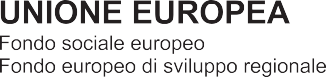 UNIONE EUROPEA
Fondo sociale europeo
Fondo europeo di sviluppo regionale